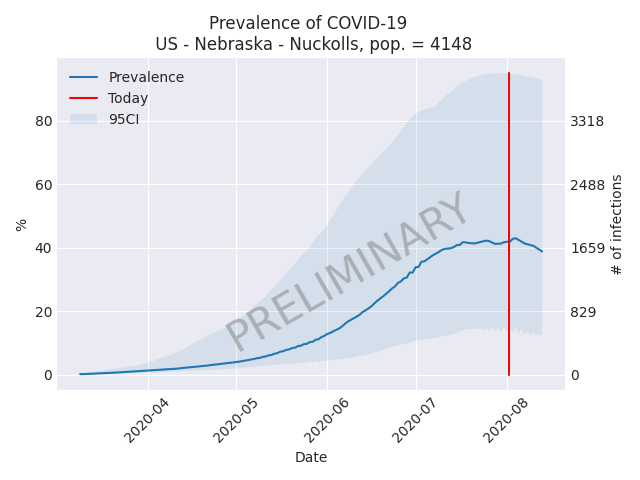 Prevalence of COVID-19
US - Nebraska - Nuckolls, pop. = 4148
Prevalence
Today
95CI
80
60
40
20
0
%
3318
2488
1659
829
0
# of infections
PRELIMINARY
2020-04
2020-05
2020-06
2020-07
2020-08
Date